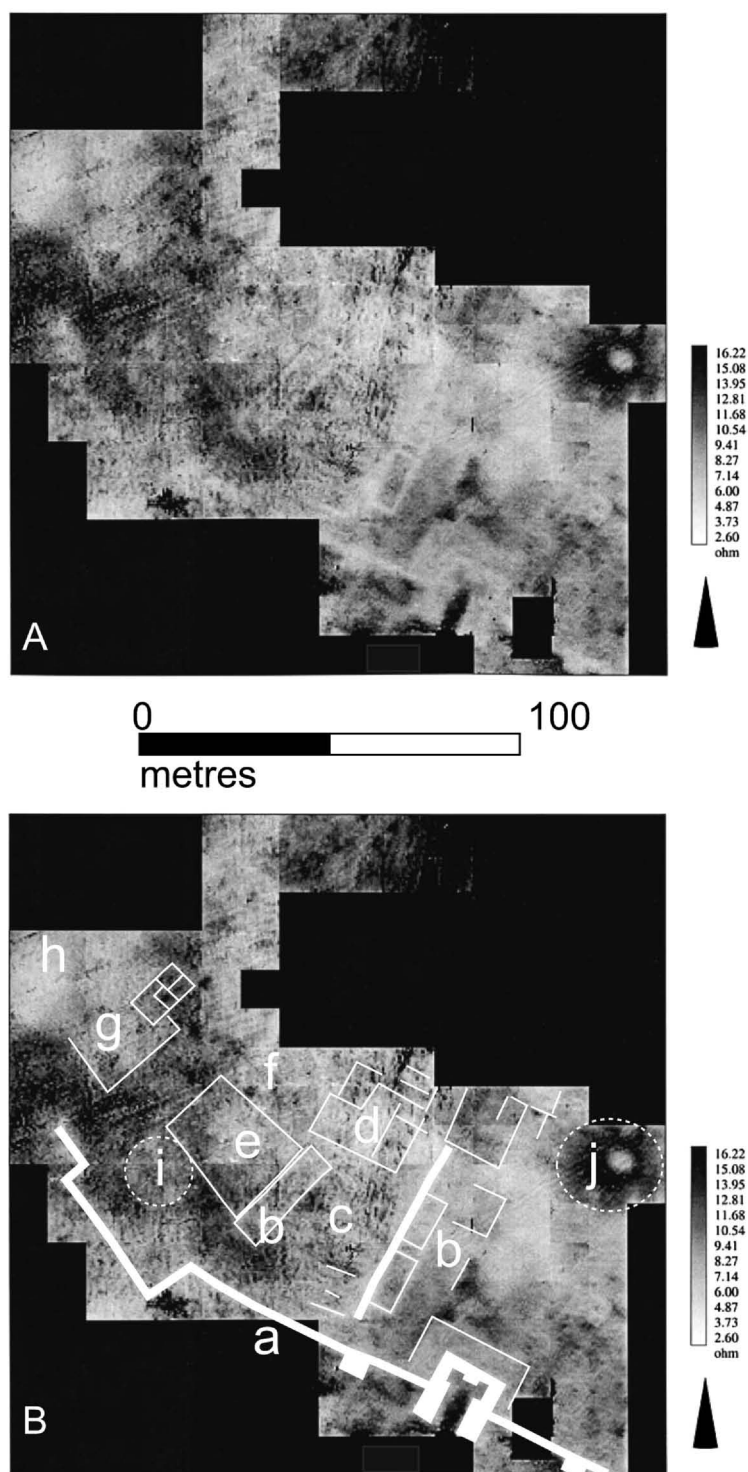 16.22
15.08
13.95
12.81
11.68
10.54
9.41
8.27
7.14
6.00
4.87
3.73
2.60
ohm
A
0 100
metres
h
g
f
d
e
i
j
b
c
b
a
16.22
15.08
13.95
12.81
11.68
10.54
9.41
8.27
7.14
6.00
4.87
3.73
2.60
ohm
B